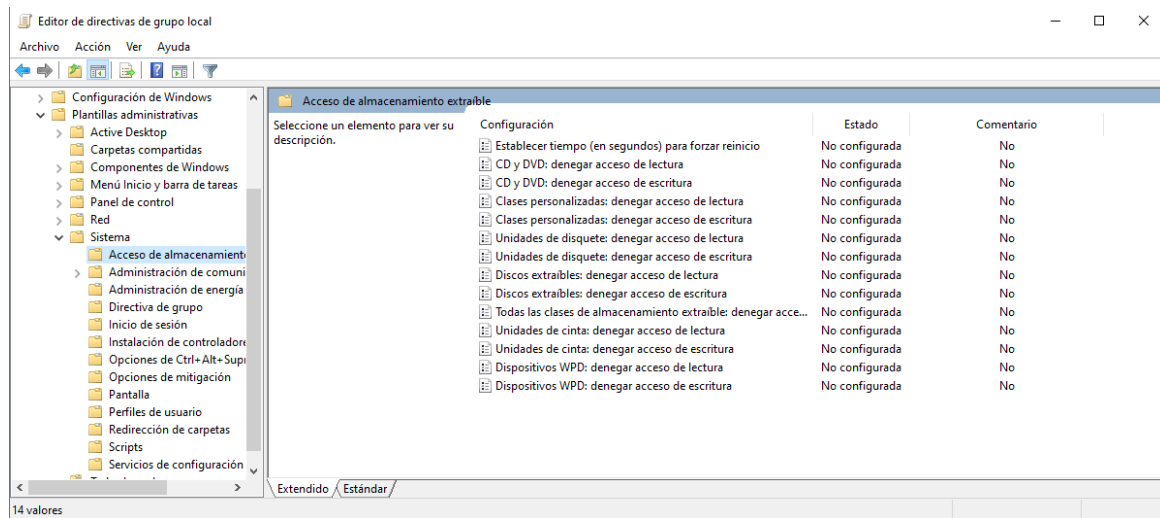 Editor de directivas de grupo local
Archivo Acción Ver Ayuda
Configuración de Windows
Plantillas administrativas
Active Desktop
Carpetas compartidas
Componentes de Windows
Menú Inicio y barra de tareas
Panel de control
Red
Sistema
Acceso de almacenamient
Administración de comuni
Administración de energía
Directiva de grupo
Inicio de sesión
Instalación de controladore
Opciones de Ctrl+Alt+Supr
Opciones de mitigación
Pantalla
Perfiles de usuario
Redirección de carpetas
Scripts
Servicios de configuración
Acceso de almacenamiento extraíble
Seleccione un elemento para ver su
descripción.
Configuración Estado Comentario
Establecer tiempo (en segundos) para forzar reinicio No configurada No
CD y DVD: denegar acceso de lectura No configurada No
CD y DVD: denegar acceso de escritura No configurada No
Clases personalizadas: denegar acceso de lectura No configurada No
Clases personalizadas: denegar acceso de escritura No configurada No
Unidades de disquete: denegar acceso de lectura No configurada No
Unidades de disquete: denegar acceso de escritura No configurada No
Discos extraíbles: denegar acceso de lectura No configurada No
Discos extraíbles: denegar acceso de escritura No configurada No
Todas las clases de almacenamiento extraíble: denegar acce... No configurada No
Unidades de cinta: denegar acceso de lectura No configurada No
Unidades de cinta: denegar acceso de escritura No configurada No
Dispositivos WPD: denegar acceso de lectura No configurada No
Dispositivos WPD: denegar acceso de escritura No configurada No
Extendido Estándar
14 valores